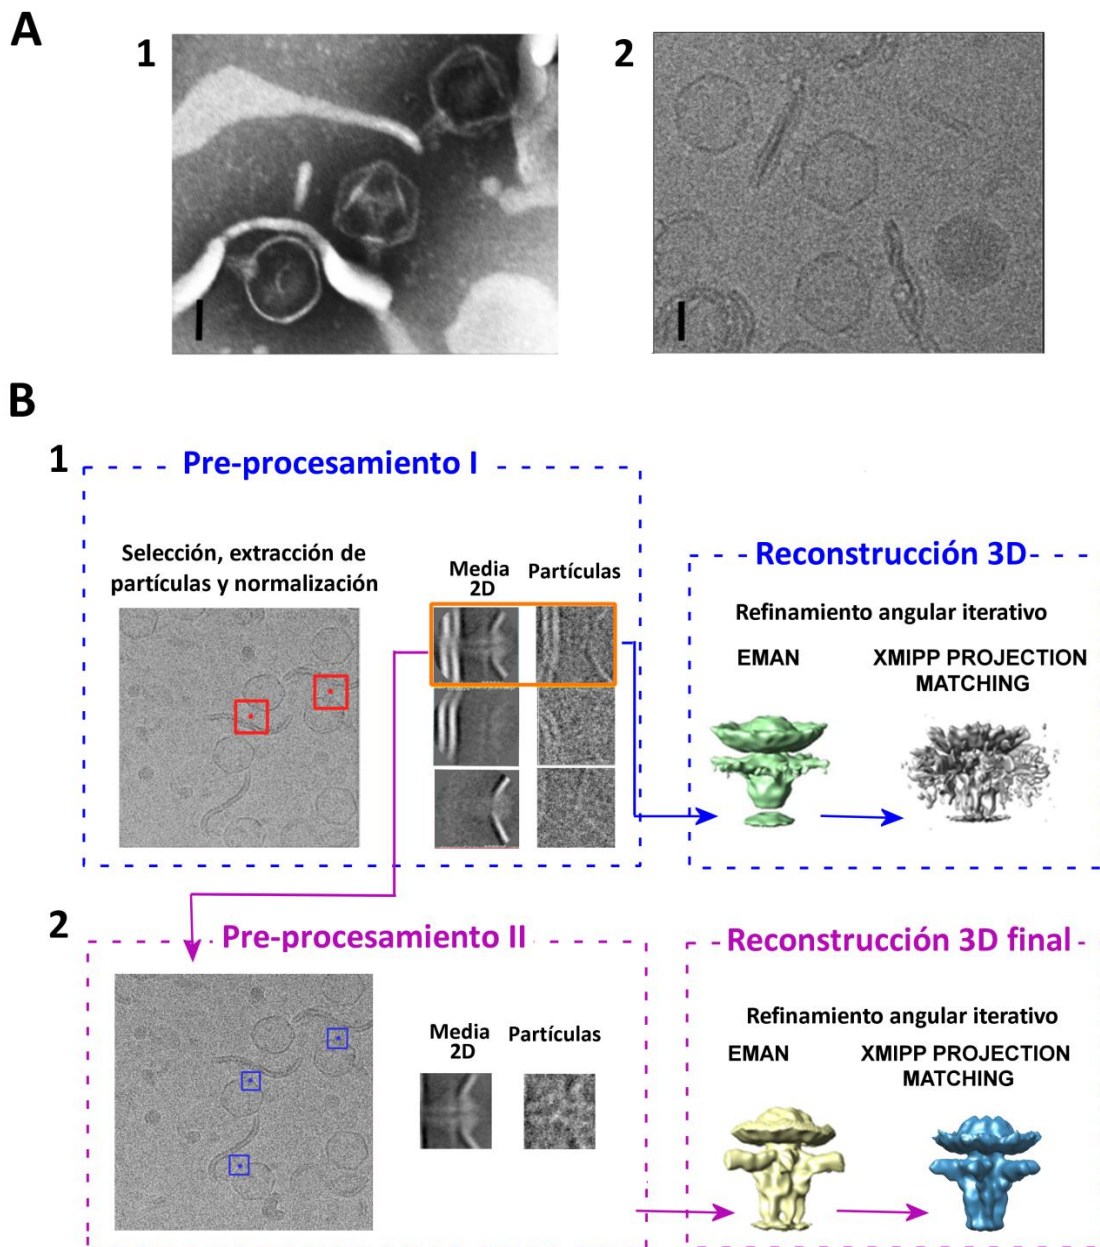 A
1
2
B
1
Pre-procesamiento I
Selección, extracción de
partículas y normalización
Media
2D
Partículas
Reconstrucción 3D
Refinamiento angular iterativo
EMAN
XMIPP PROJECTION
MATCHING
2
Pre-procesamiento II
Media
2D
Partículas
Reconstrucción 3D final
Refinamiento angular iterativo
EMAN
XMIPP PROJECTION
MATCHING